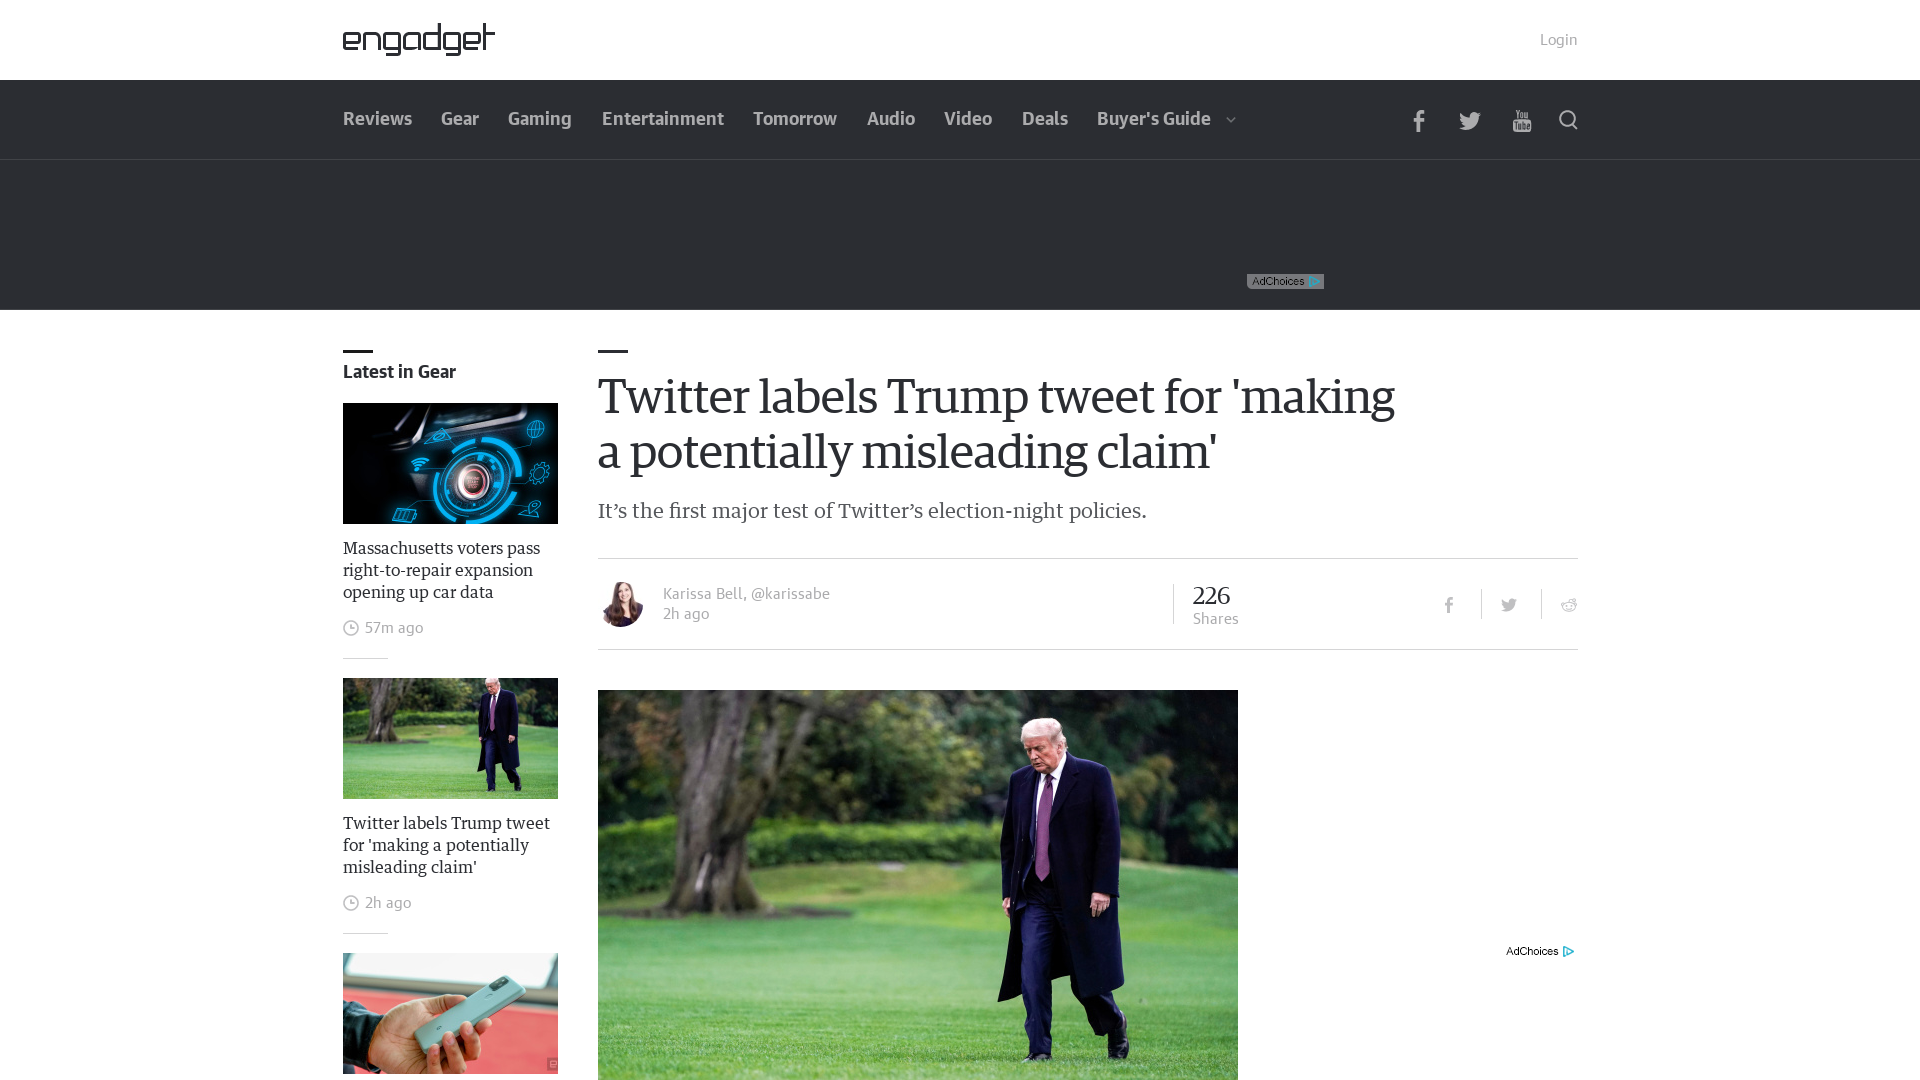 engadget
Login
Reviews Gear Gaming Entertainment Tomorrow Audio Video Deals Buyer's Guide
You Tube
AdChoices
Latest in Gear
Massachusetts voters pass
right-to-repair expansion
opening up car data
57m ago
Twitter labels Trump tweet
for 'making a potentially
misleading claim'
2h ago
Twitter labels Trump tweet for 'making
a potentially misleading claim'
It’s the first major test of Twitter’s election-night policies.
Karissa Bell, @karissabe
2h ago
226
Shares
AdChoices